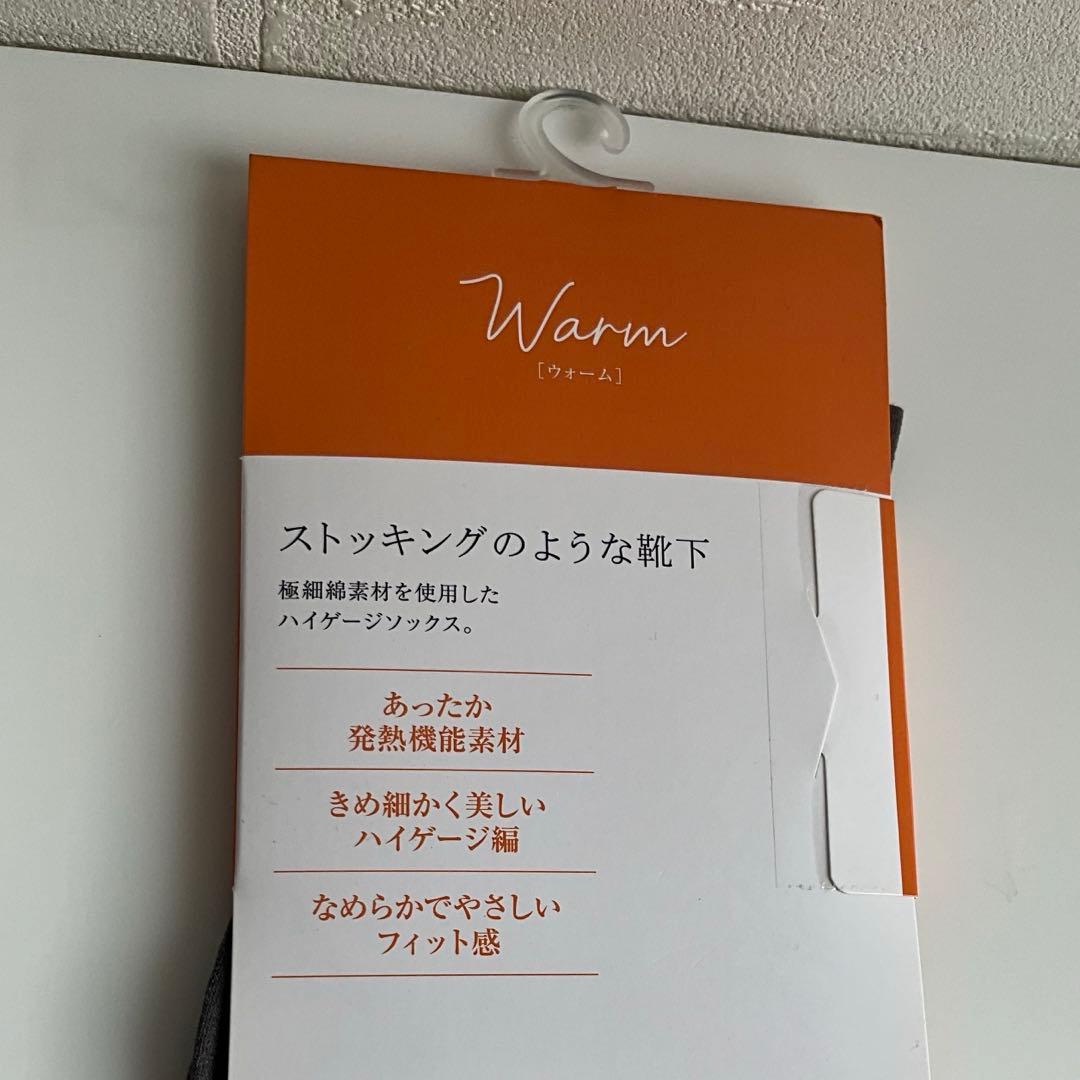 Warm
[ウォーム]
ストッキングのような靴下
極細綿素材を使用した
ハイゲージソックス。
あったか
発熱機能素材
きめ細かく美しい
ハイゲージ編
なめらかでやさしい
フィット感